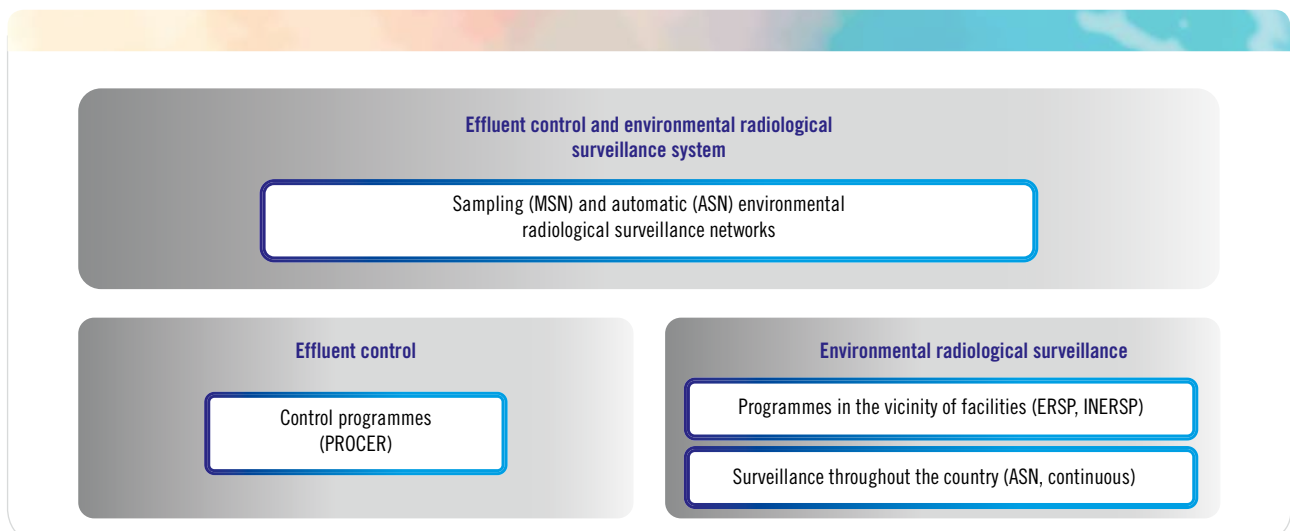 Effluent control and environmental radiological
surveillance system
Sampling (MSN) and automatic (ASN) environmental
radiological surveillance networks
Effluent control
Control programmes
(PROCER)
Environmental radiological surveillance
Programmes in the vicinity of facilities (ERSP, INERSP)
Surveillance throughout the country (ASN, continuous)